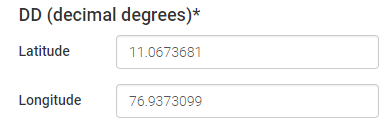 DD (decimal degrees)*
Latitude 11.0673681
Longitude 76.9373099